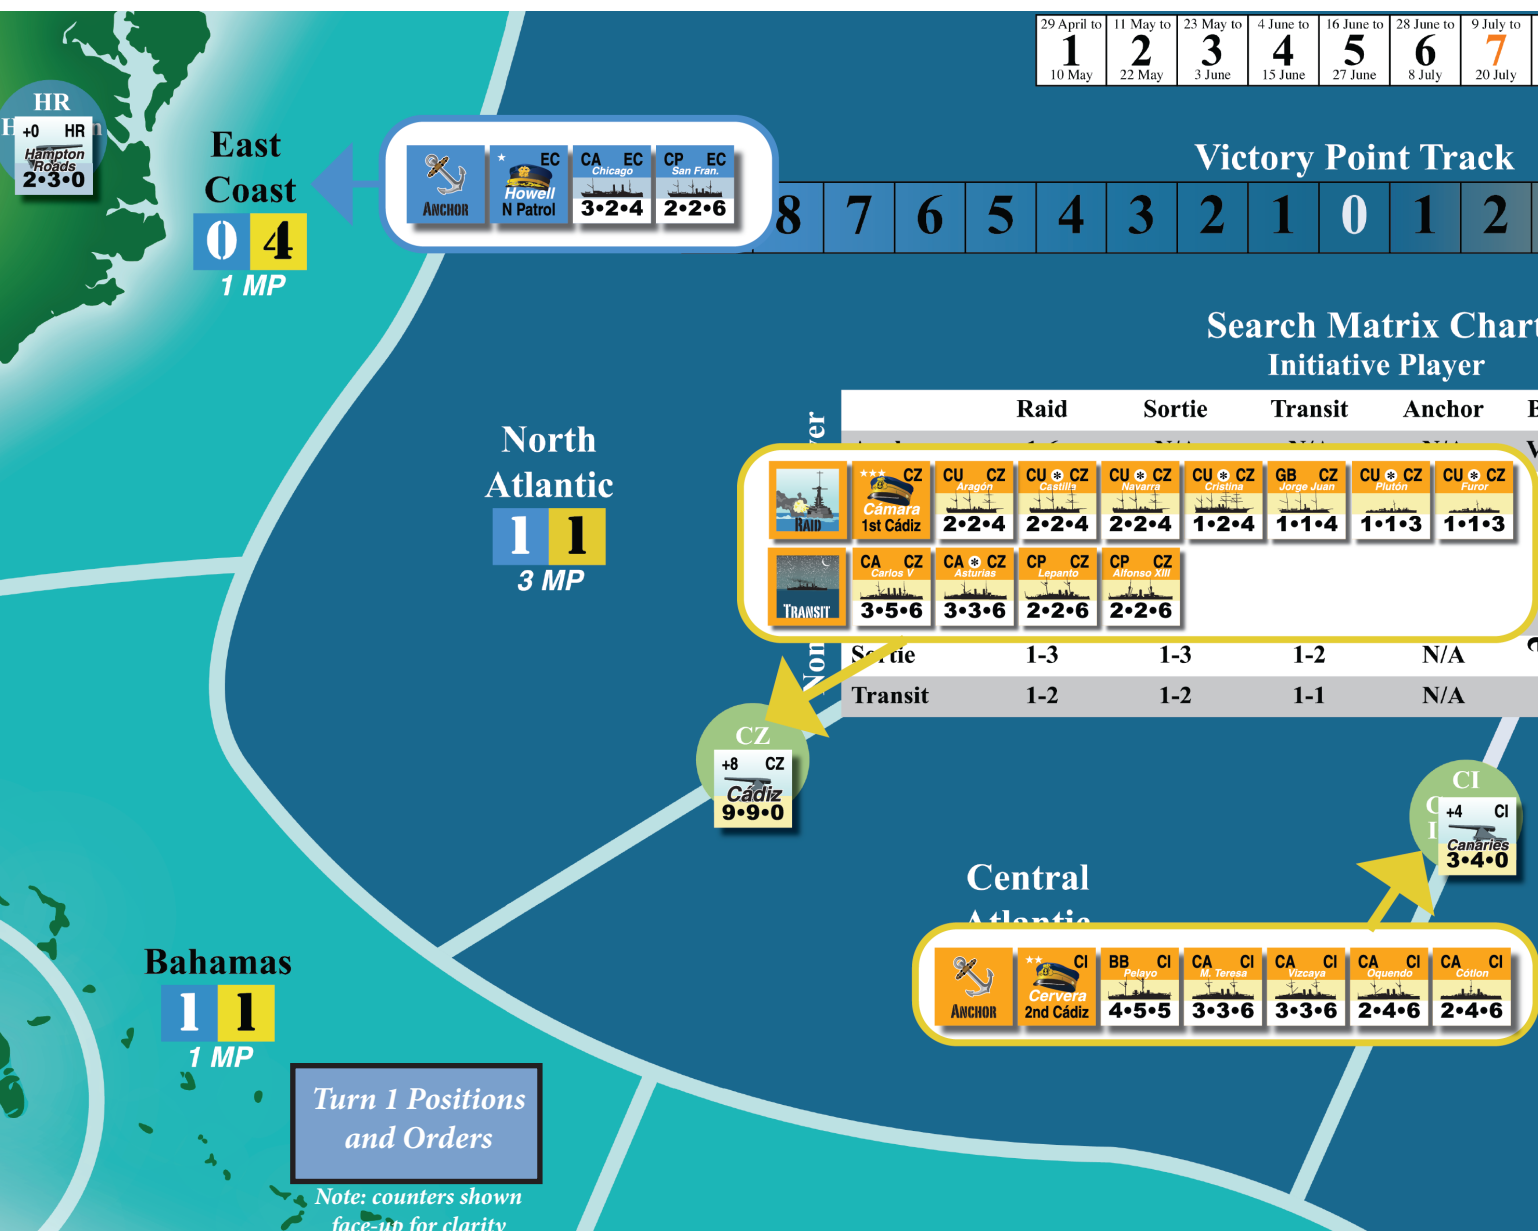 29 April to
1
10 May
11 May to
2
22 May
23 May to
3
3 June
4 June to
4
15 June
16 June to
5
27 June
28 June to
6
8 July
9 July to
7
20 July
HR
+0 HR
Hampton
Roads
2•3•0
East
Coast
0 4
1 MP
ANCHOR
EC
Howell
N Patrol
CA EC
Chicago
3•2•4
CP EC
San Fran.
2•2•6
Victory Point Track
8 7 6 5 4 3 2 1 0 1 2
Search Matrix Chart
Initiative Player
Raid Sortie Transit Anchor
North
Atlantic
1 1
3 MP
RAID
CZ
Cámara
1st Cádiz
CU CZ
Aragón
2•2•4
CU CZ
Castilla
2•2•4
CU CZ
Navarra
2•2•4
CU CZ
Cristina
1•2•4
GB CZ
Jorge Juan
1•1•4
CU CZ
Plutón
1•1•3
CU CZ
Furor
1•1•3
TRANSIT
CA CZ
Carlos V
3•5•6
CA CZ
Asturias
3•3•6
CP CZ
Lepanto
2•2•6
CP CZ
Alfonso XIII
2•2•6
Sortie 1-3 1-3 1-2 N/A
Transit 1-2 1-2 1-1 N/A
CZ
+8 CZ
Cádiz
9•9•0
CI
+4 CI
Canaries
3•4•0
Central
Atlantic
ANCHOR
CI
Cervera
2nd Cádiz
BB CI
Pelayo
4•5•5
CA CI
M. Teresa
3•3•6
CA CI
Vizcaya
3•3•6
CA CI
Oquendo
2•4•6
CA CI
Cótlon
2•4•6
Bahamas
1 1
1 MP
Turn 1 Positions
and Orders
Note: counters shown
face-up for clarity